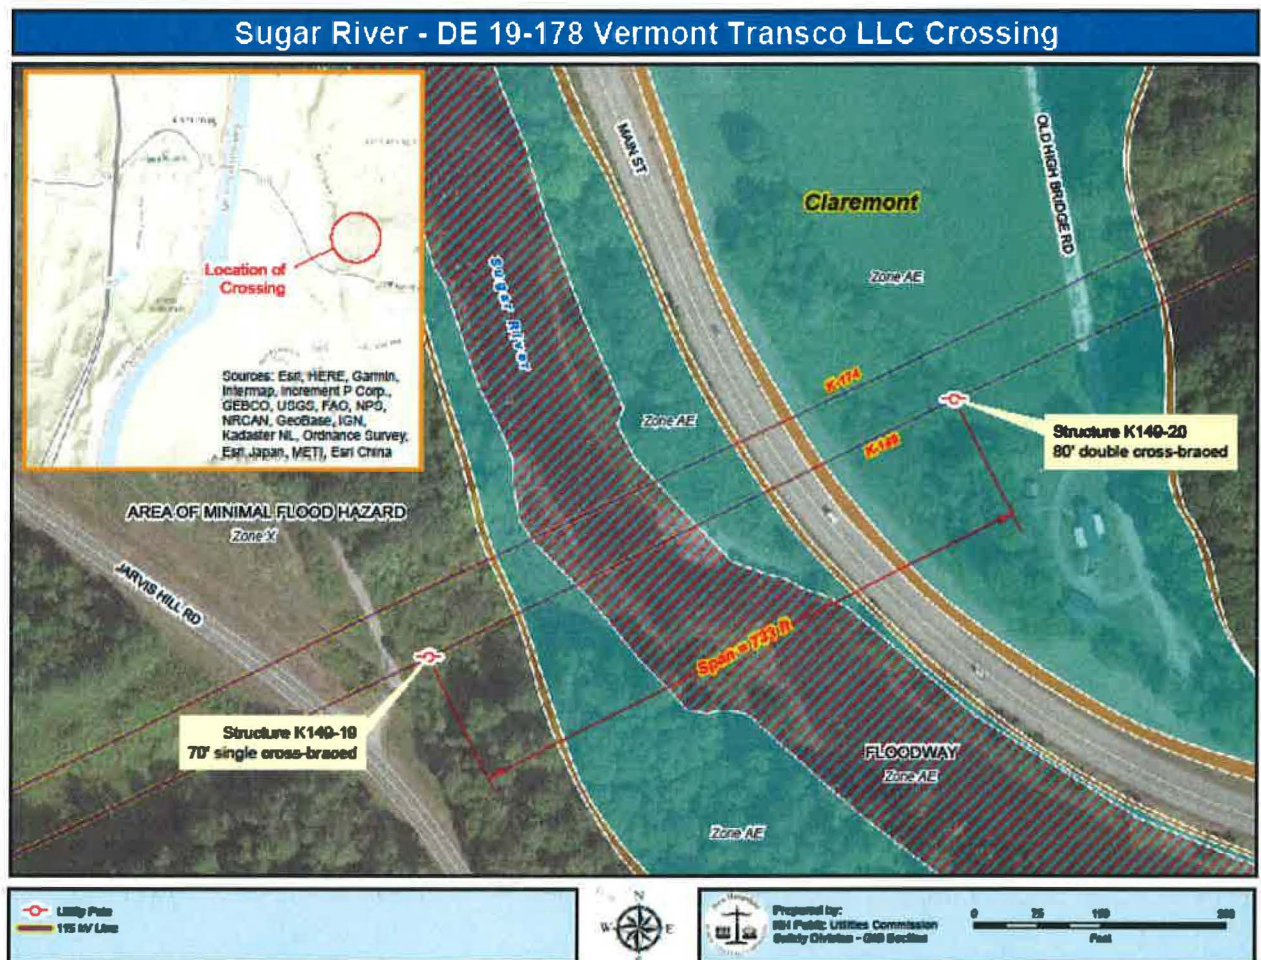 Sugar River - DE 19-178 Vermont Transco LLC Crossing
Location of
Crossing
Sources: Esri, HERE, Garmin,
Intermap, increment P Corp.,
GEBCO, USGS, FAO, NPS,
NRCAN, GeoBase, IGN,
Kadaster NL, Ordnance Survey,
Esri Japan, METI, Esri China
MAIN ST
OLD HIGH BRIDGE RD
Claremont
Zone AE
Sugar River
K-174
Zone AE
K-149
Structure K149-20
80' double cross-braced
AREA OF MINIMAL FLOOD HAZARD
Zone X
JARVIS HILL RD
Span = 733 ft
Structure K149-19
70' single cross-braced
FLOODWAY
Zone AE
Zone AE
Utility Pole
115 kV Line
N
W
E
S
Prepared by:
NH Public Utilities Commission
Safety Division - GIS Section
0
75
150
300
Feet